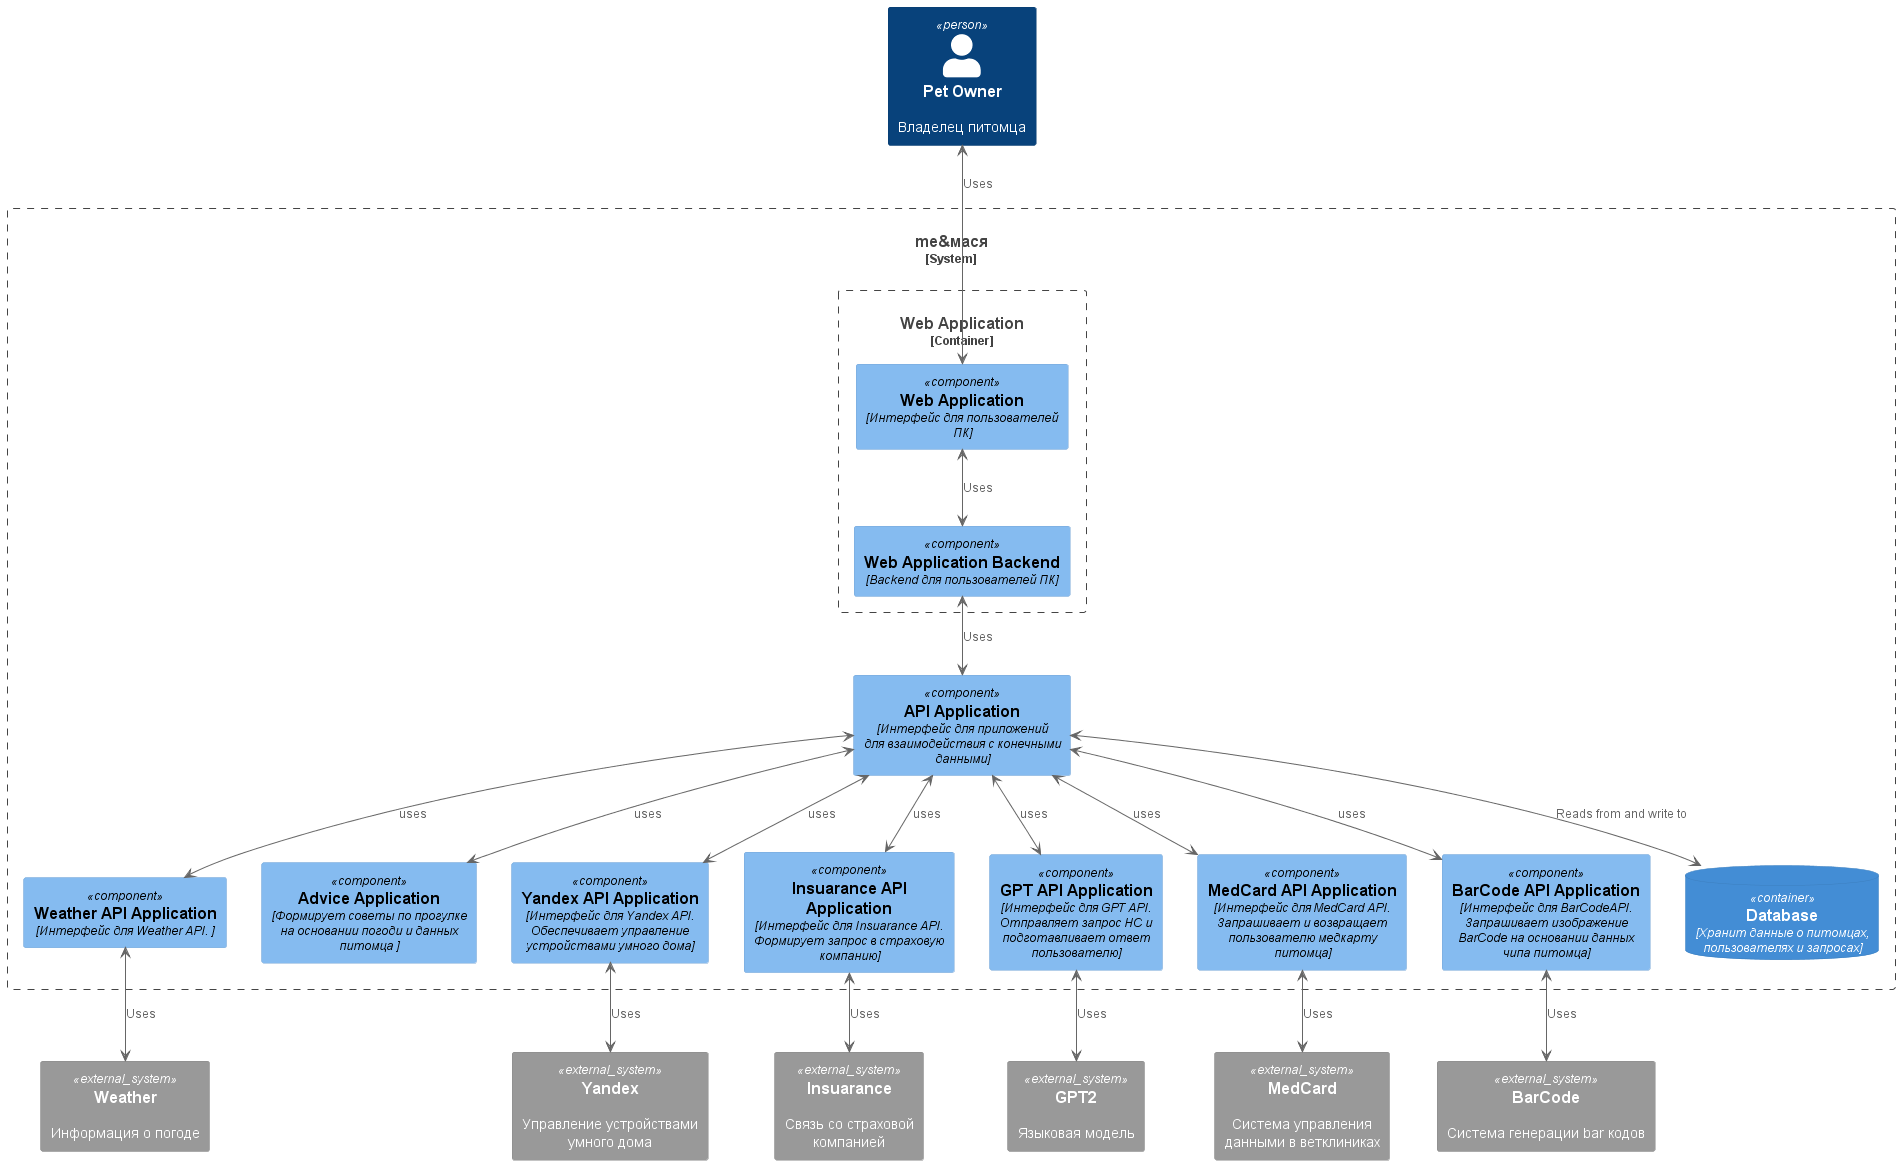 «person»
Pet Owner
Владелец питомца
Uses
me&мася
[System]
Web Application
[Container]
«component»
Web Application
[Интерфейс для пользователей
ПК]
Uses
«component»
Web Application Backend
[Backend для пользователей ПК]
Uses
«component»
API Application
[Интерфейс для приложений
для взаимодействия с конечными
данными]
uses
uses
uses
uses
uses
uses
uses
Reads from and write to
«component»
Weather API Application
[Интерфейс для Weather API. ]
«component»
Advice Application
[Формирует советы по прогулке
на основании погоди и данных
питомца ]
«component»
Yandex API Application
[Интерфейс для Yandex API.
Обеспечивает управление
устройствами умного дома]
«component»
Insuarance API
Application
[Интерфейс для Insuarance API.
Формирует запрос в страховую
компанию]
«component»
GPT API Application
[Интерфейс для GPT API.
Отправляет запрос НС и
подготавливает ответ
пользователю]
«component»
MedCard API Application
[Интерфейс для MedCard API.
Запрашивает и возвращает
пользователю медкарту
питомца]
«component»
BarCode API Application
[Интерфейс для BarCodeAPI.
Запрашивает изображение
BarCode на основании данных
чипа питомца]
«container»
Database
[Хранит данные о питомцах,
пользователях и запросах]
Uses
Uses
Uses
Uses
Uses
Uses
«external_system»
Weather
Информация о погоде
«external_system»
Yandex
Управление устройствами
умного дома
«external_system»
Insuarance
Связь со страховой
компанией
«external_system»
GPT2
Языковая модель
«external_system»
MedCard
Система управления
данными в ветклиниках
«external_system»
BarCode
Система генерации bar кодов